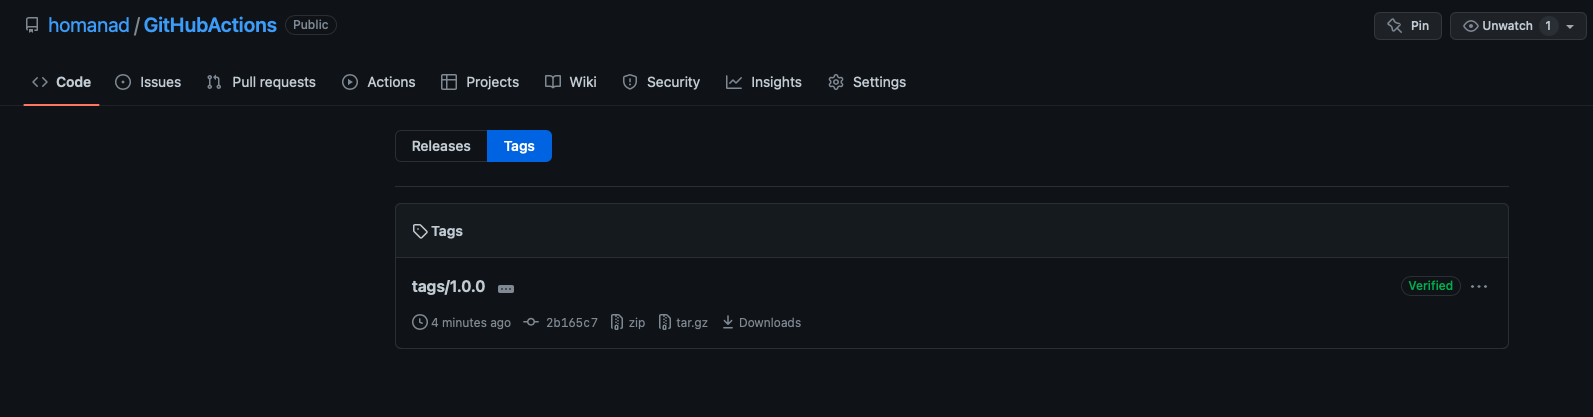 homanad / GitHubActions Public
Pin Unwatch 1
Code Issues Pull requests Actions Projects Wiki Security Insights Settings
Releases Tags
Tags
tags/1.0.0 ...
Verified ...
4 minutes ago 2b165c7 zip tar.gz Downloads